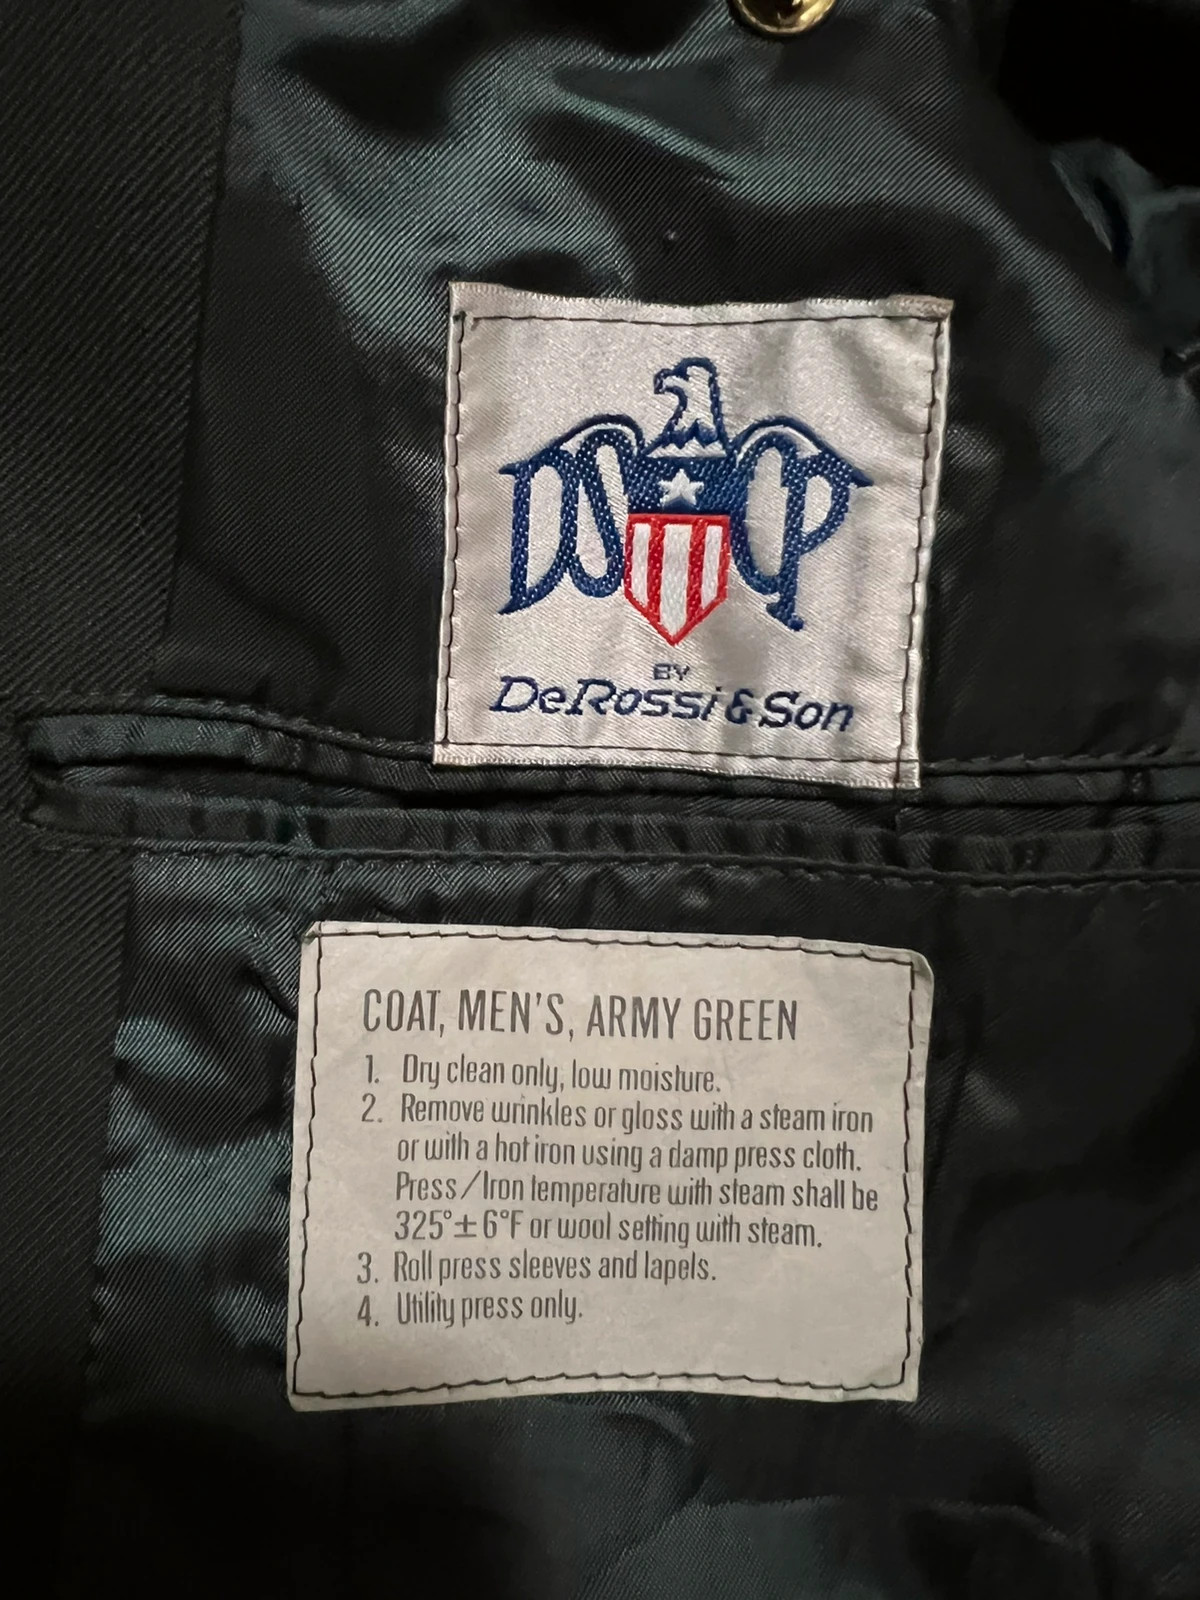 DSCP
BY
DeRossi & Son
COAT, MEN'S, ARMY GREEN
1. Dry clean only, low moisture.
2. Remove wrinkles or gloss with a steam iron
or with a hot iron using a damp press cloth.
Press/Iron temperature with steam shall be
325°±6°F or wool setting with steam.
3. Roll press sleeves and lapels.
4. Utility press only.